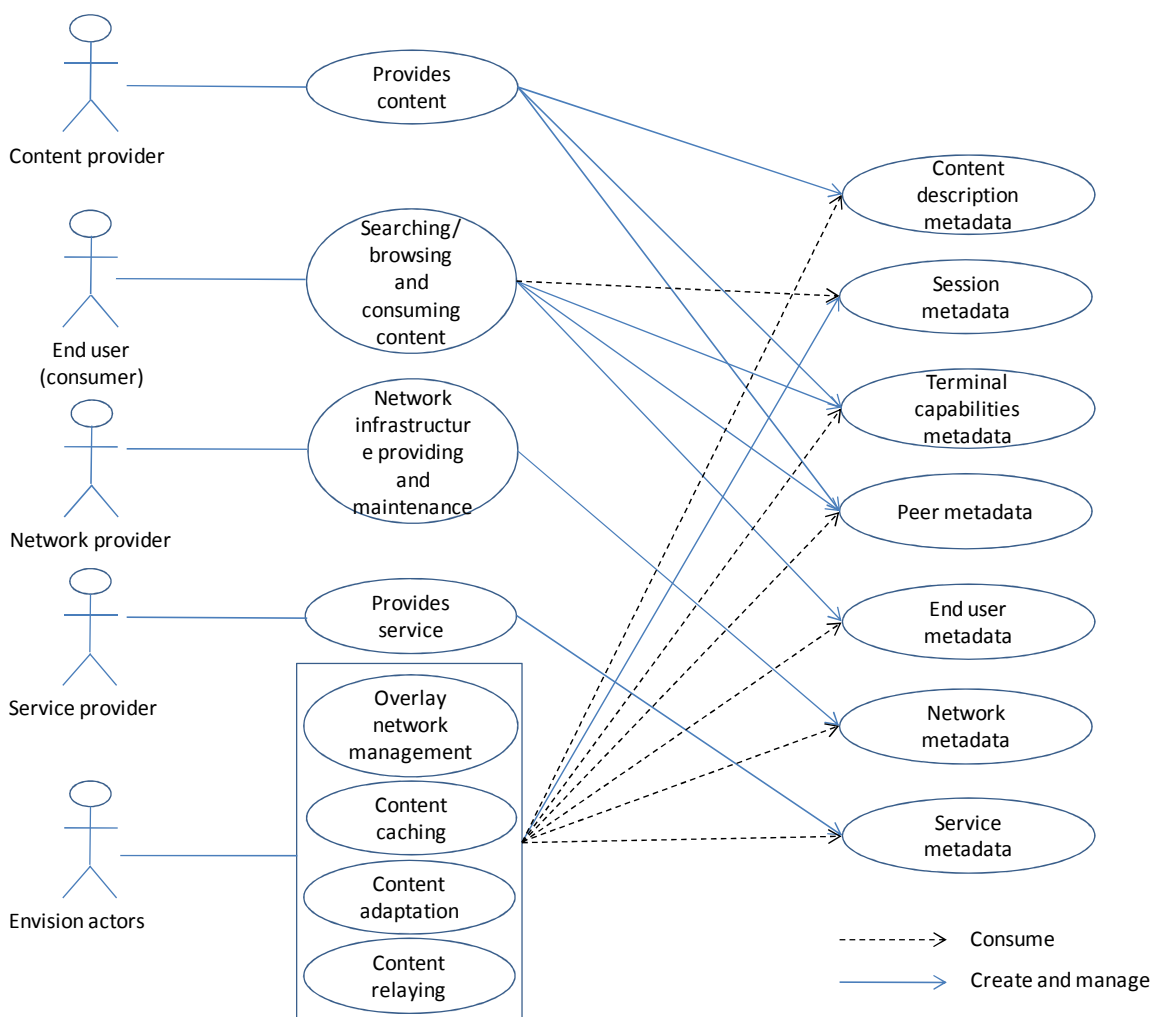 Provides
content
Content provider
Content
description
metadata
Searching/
browsing
and
consuming
content
Session
metadata
End user
(consumer)
Terminal
capabilities
metadata
Network
infrastructur
e providing
and
maintenance
Peer metadata
Network provider
Provides
service
End user
metadata
Service provider
Overlay
network
management
Network
metadata
Content
caching
Service
metadata
Content
adaptation
Envision actors
Content
relaying
Consume
Create and manage